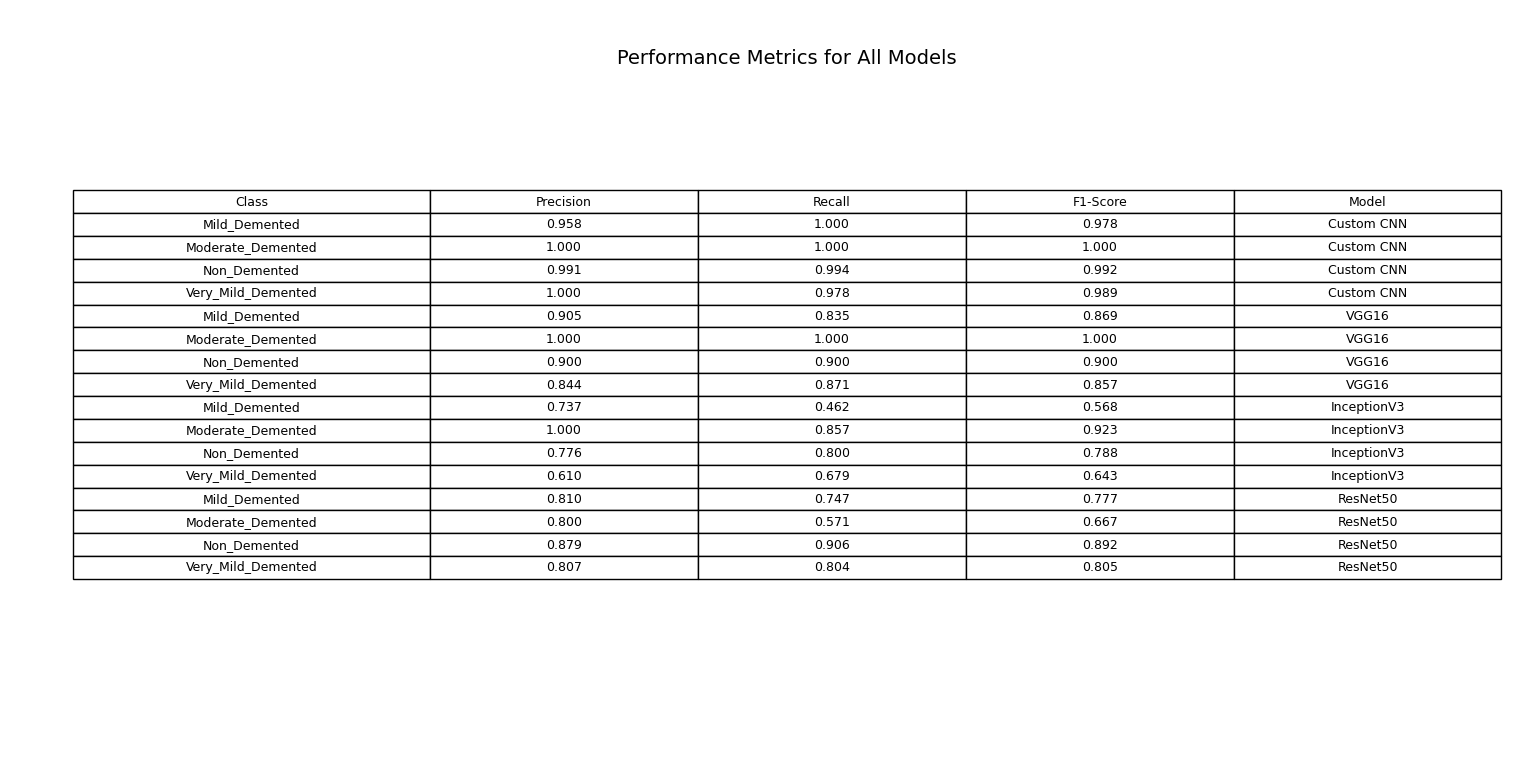 Performance Metrics for All Models
Class Precision Recall F1-Score Model
Mild_Demented 0.958 1.000 0.978 Custom CNN
Moderate_Demented 1.000 1.000 1.000 Custom CNN
Non_Demented 0.991 0.994 0.992 Custom CNN
Very_Mild_Demented 1.000 0.978 0.989 Custom CNN
Mild_Demented 0.905 0.835 0.869 VGG16
Moderate_Demented 1.000 1.000 1.000 VGG16
Non_Demented 0.900 0.900 0.900 VGG16
Very_Mild_Demented 0.844 0.871 0.857 VGG16
Mild_Demented 0.737 0.462 0.568 InceptionV3
Moderate_Demented 1.000 0.857 0.923 InceptionV3
Non_Demented 0.776 0.800 0.788 InceptionV3
Very_Mild_Demented 0.610 0.679 0.643 InceptionV3
Mild_Demented 0.810 0.747 0.777 ResNet50
Moderate_Demented 0.800 0.571 0.667 ResNet50
Non_Demented 0.879 0.906 0.892 ResNet50
Very_Mild_Demented 0.807 0.804 0.805 ResNet50